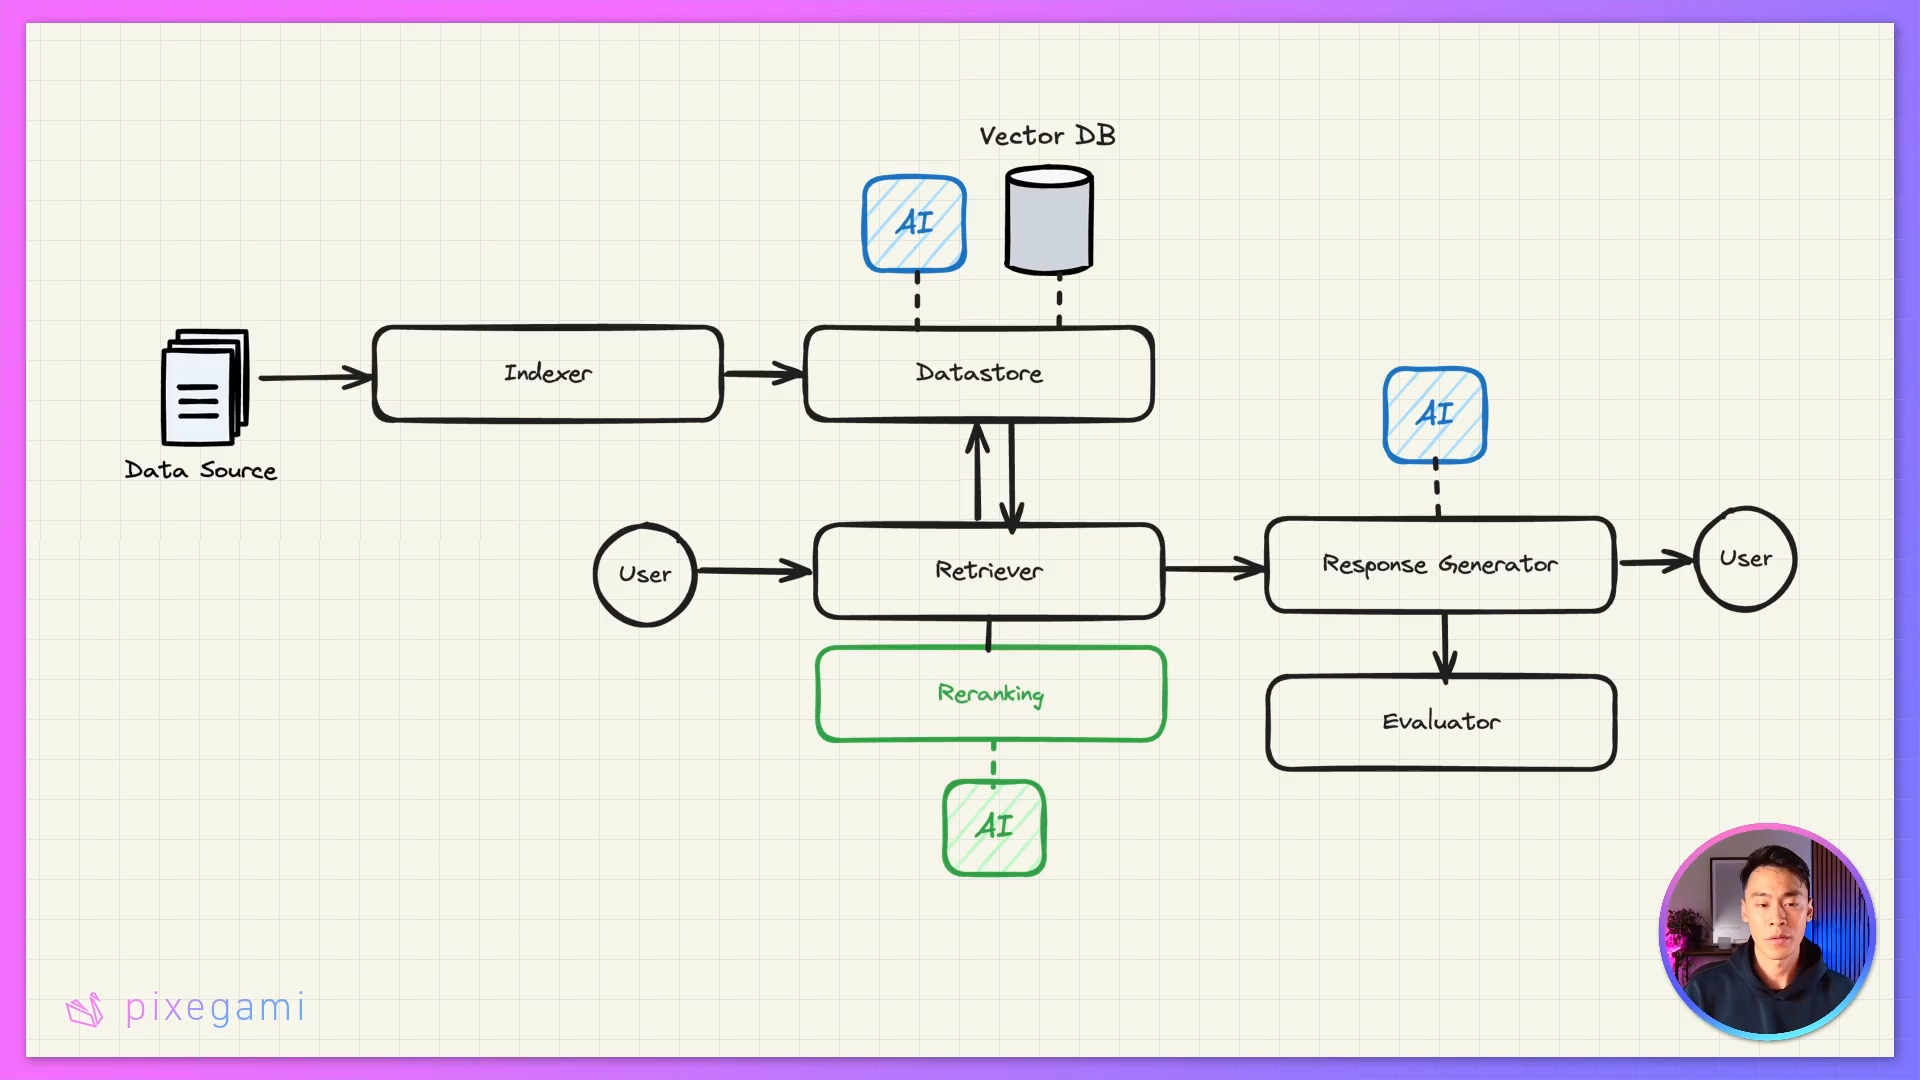 Vector DB
AI
Indexer
Datastore
Data Source
AI
User
Retriever
Response Generator
User
Reranking
Evaluator
AI
pixegami